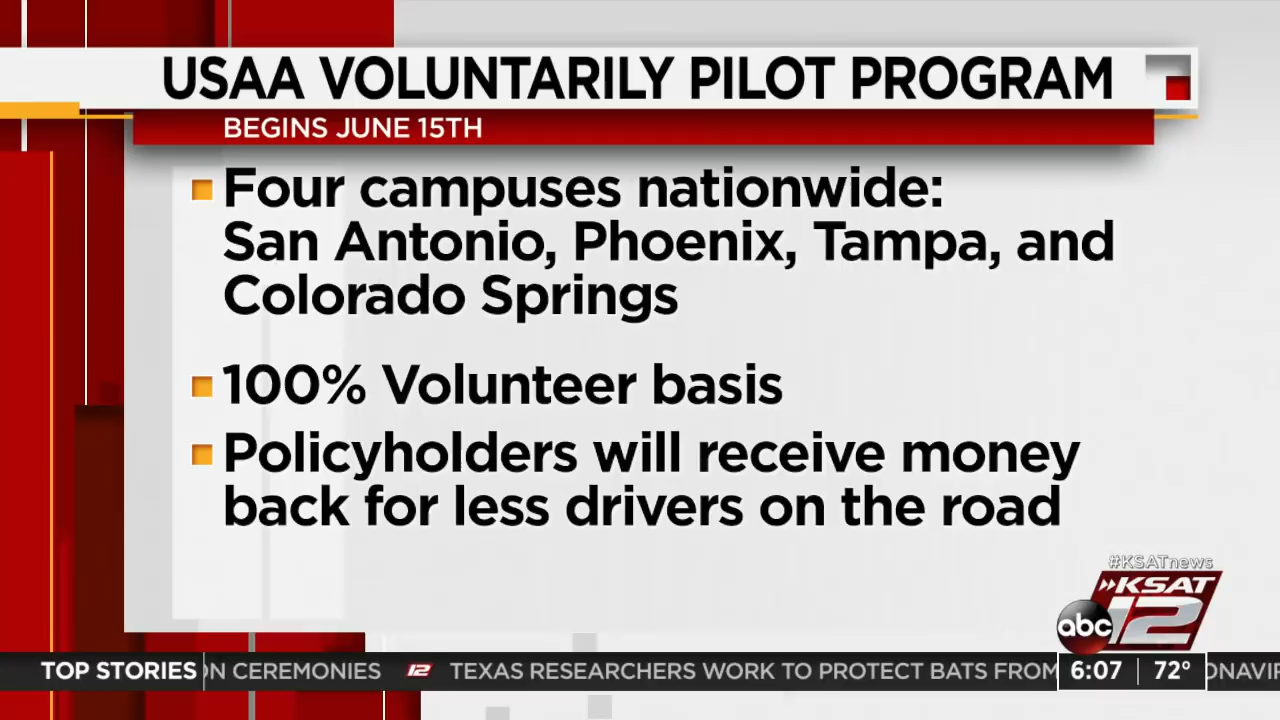 USAA VOLUNTARILY PILOT PROGRAM
BEGINS JUNE 15TH
Four campuses nationwide:
San Antonio, Phoenix, Tampa, and
Colorado Springs
100% Volunteer basis
Policyholders will receive money
back for less drivers on the road
#KSATnews
KSAT
abc 12
TOP STORIES ON CEREMONIES 12 TEXAS RESEARCHERS WORK TO PROTECT BATS FROM 6:07 72°